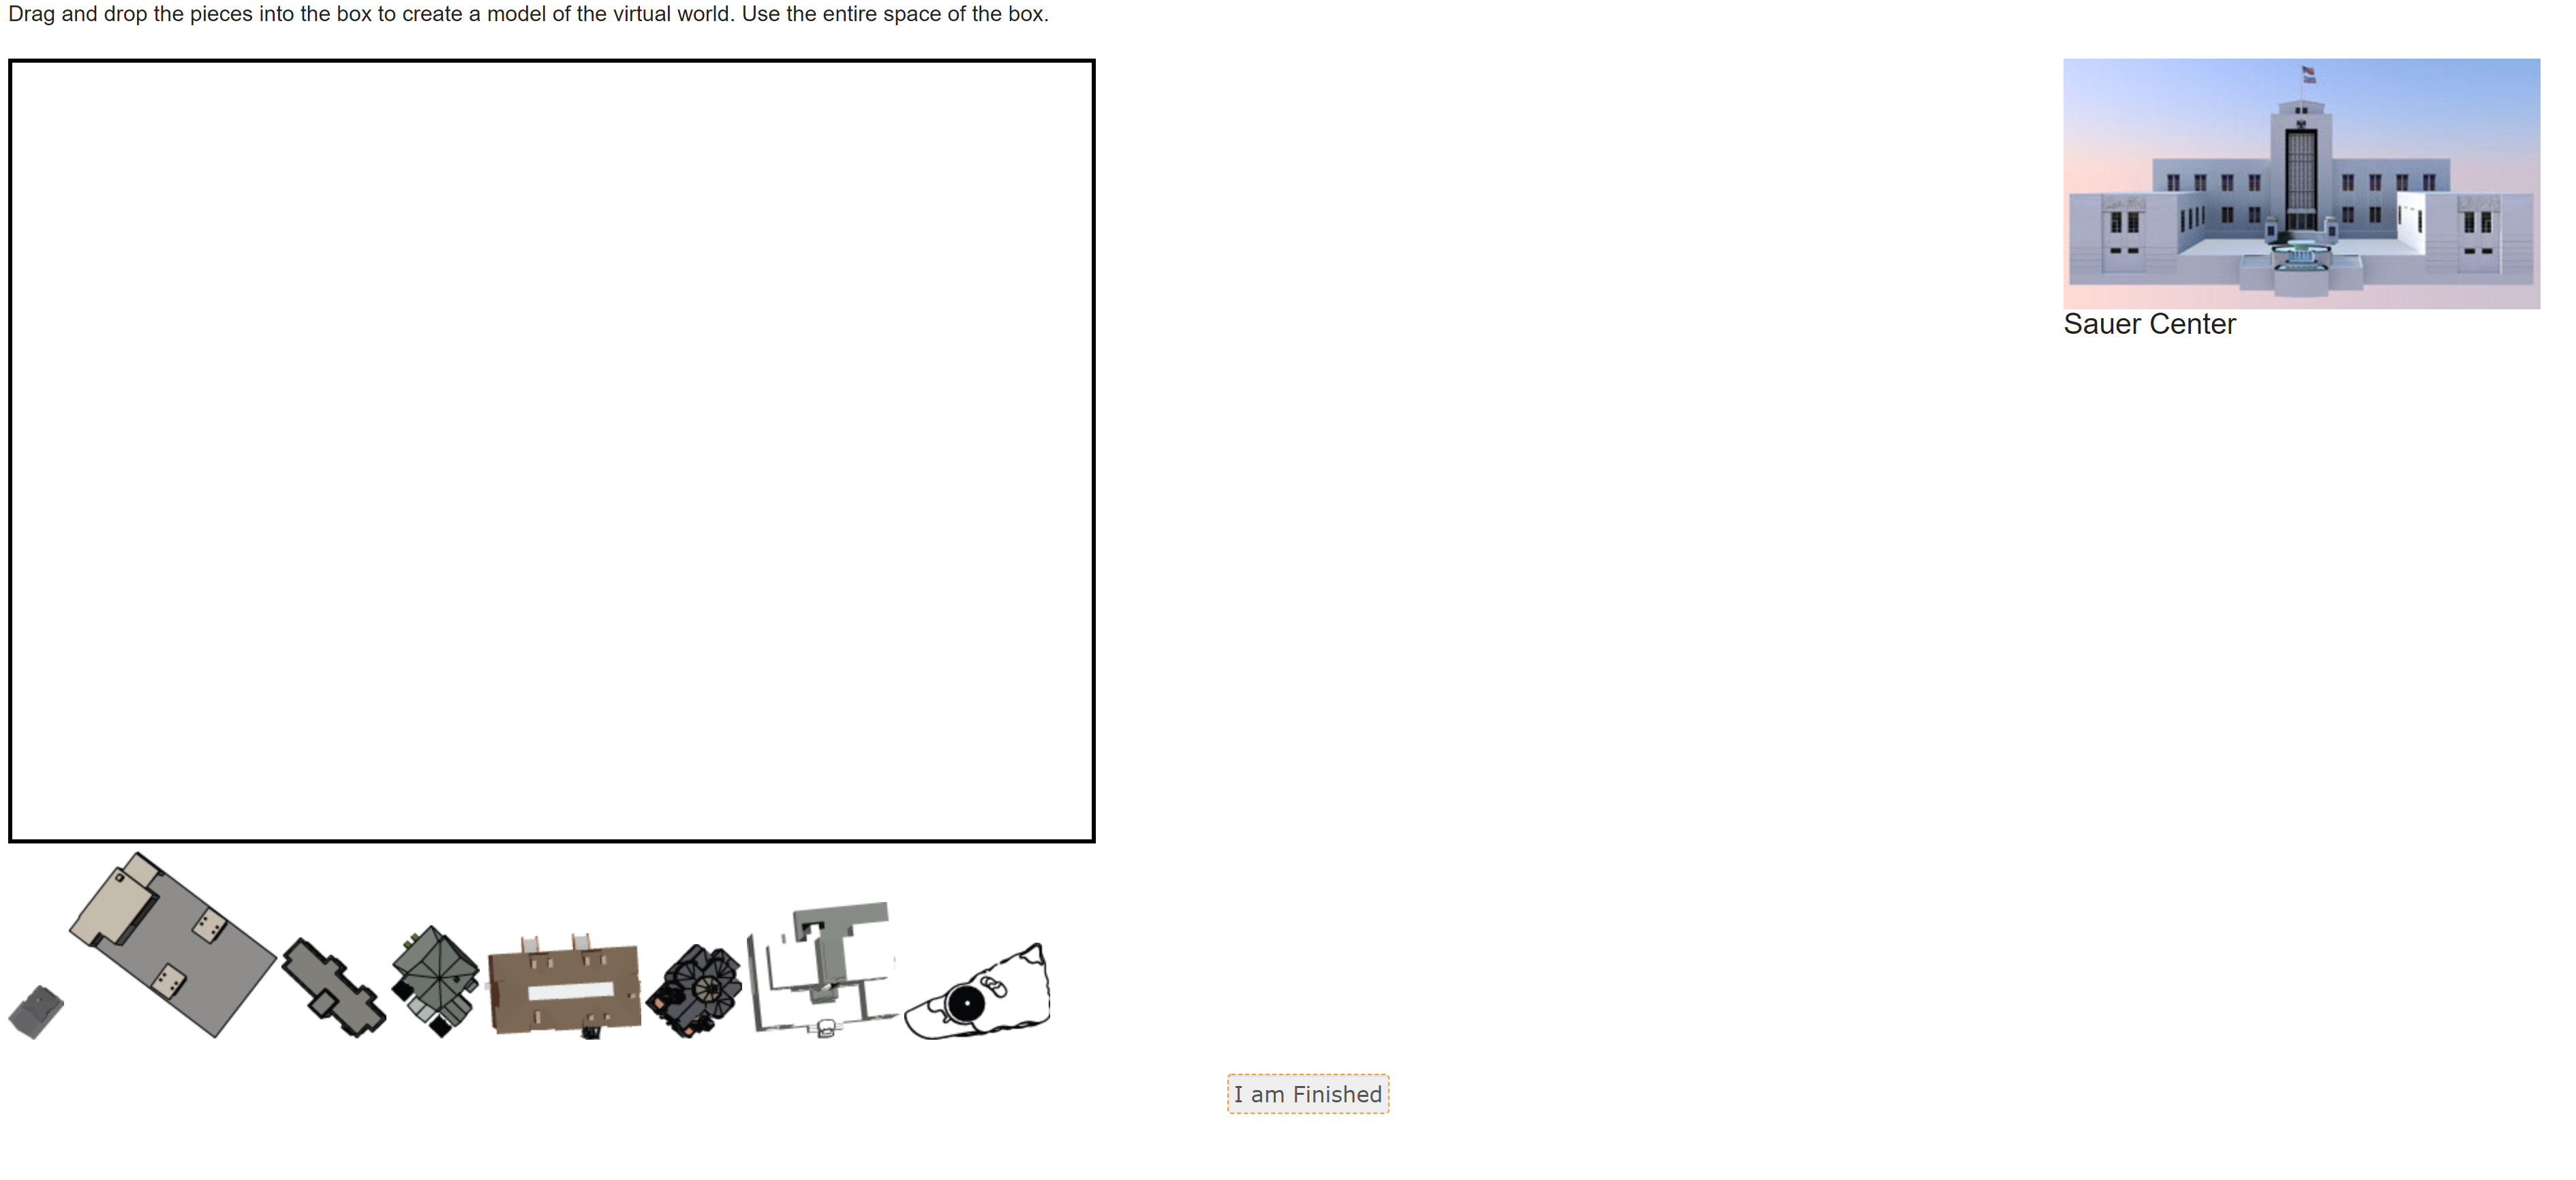 Drag and drop the pieces into the box to create a model of the virtual world. Use the entire space of the box.
Sauer Center
I am Finished